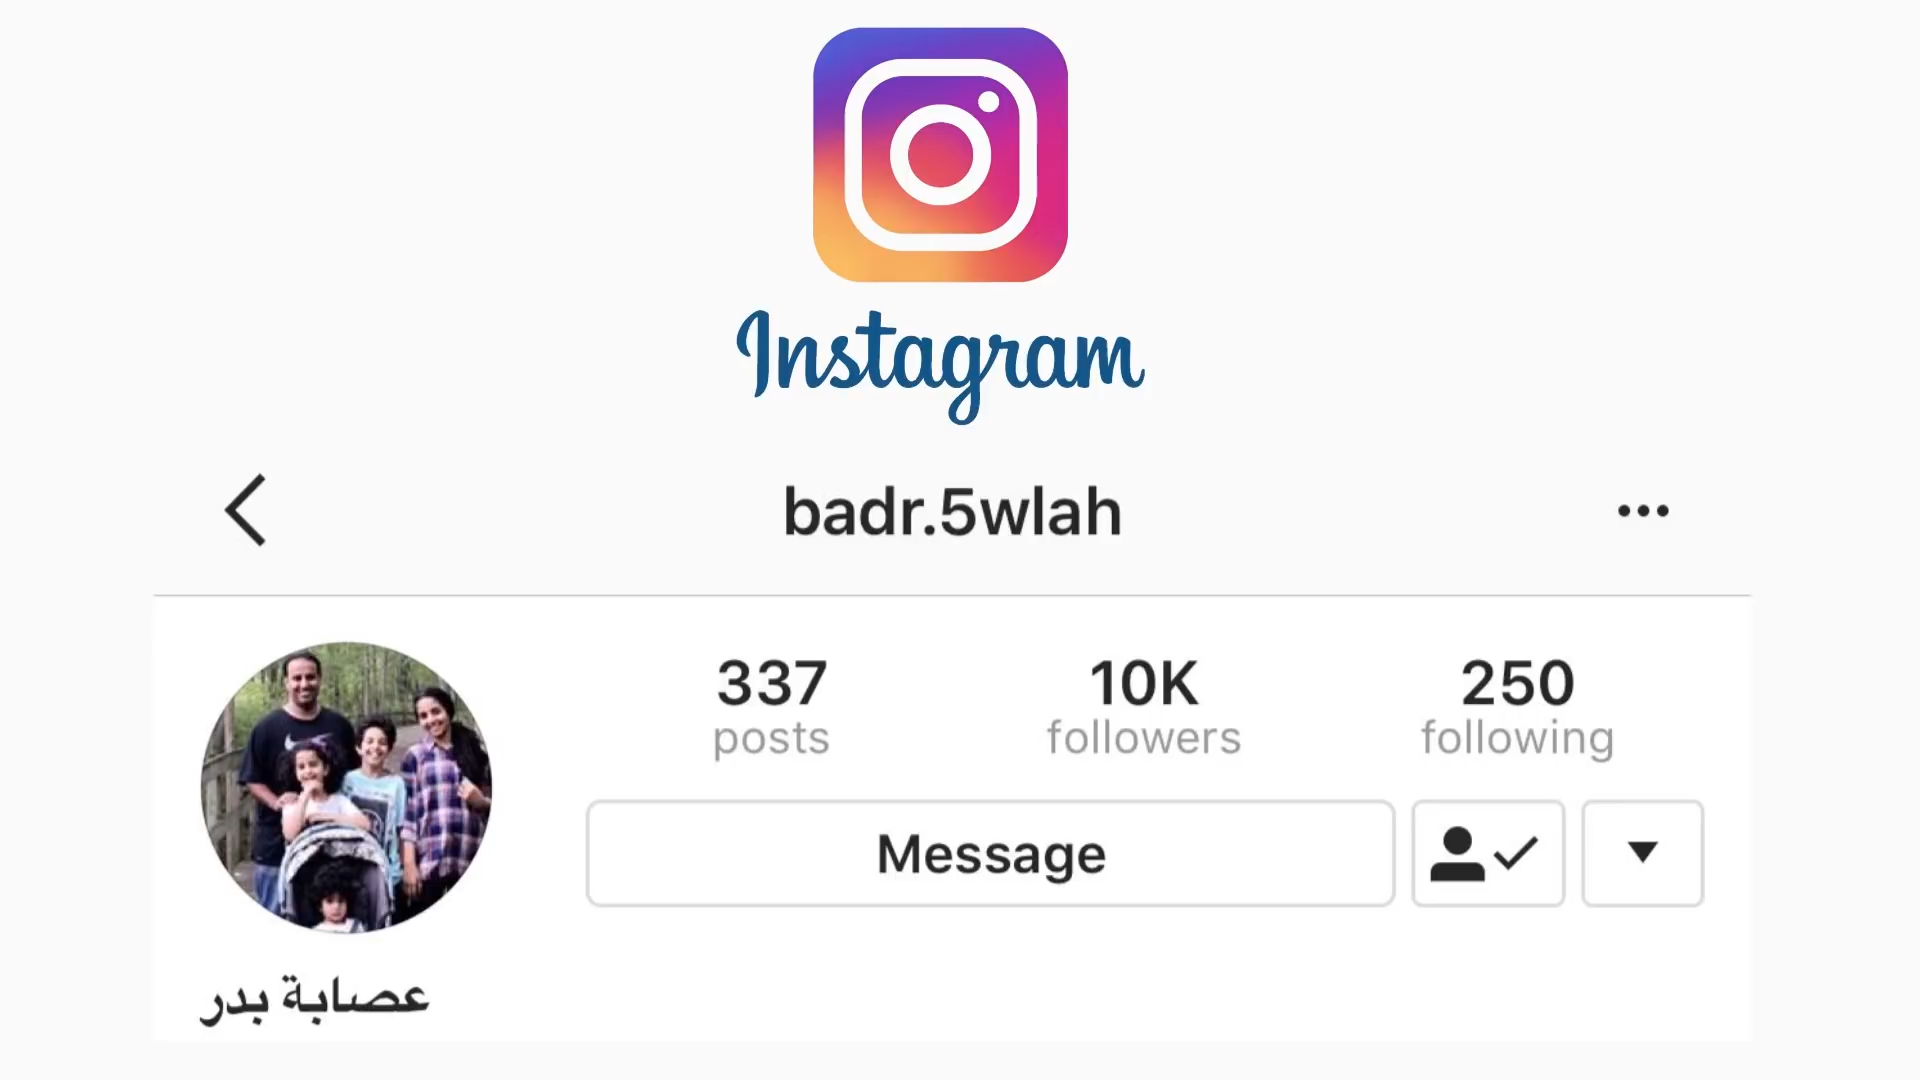 Instagram
badr.5wlah
337 10K 250
posts followers following
Message
عصابة بدر